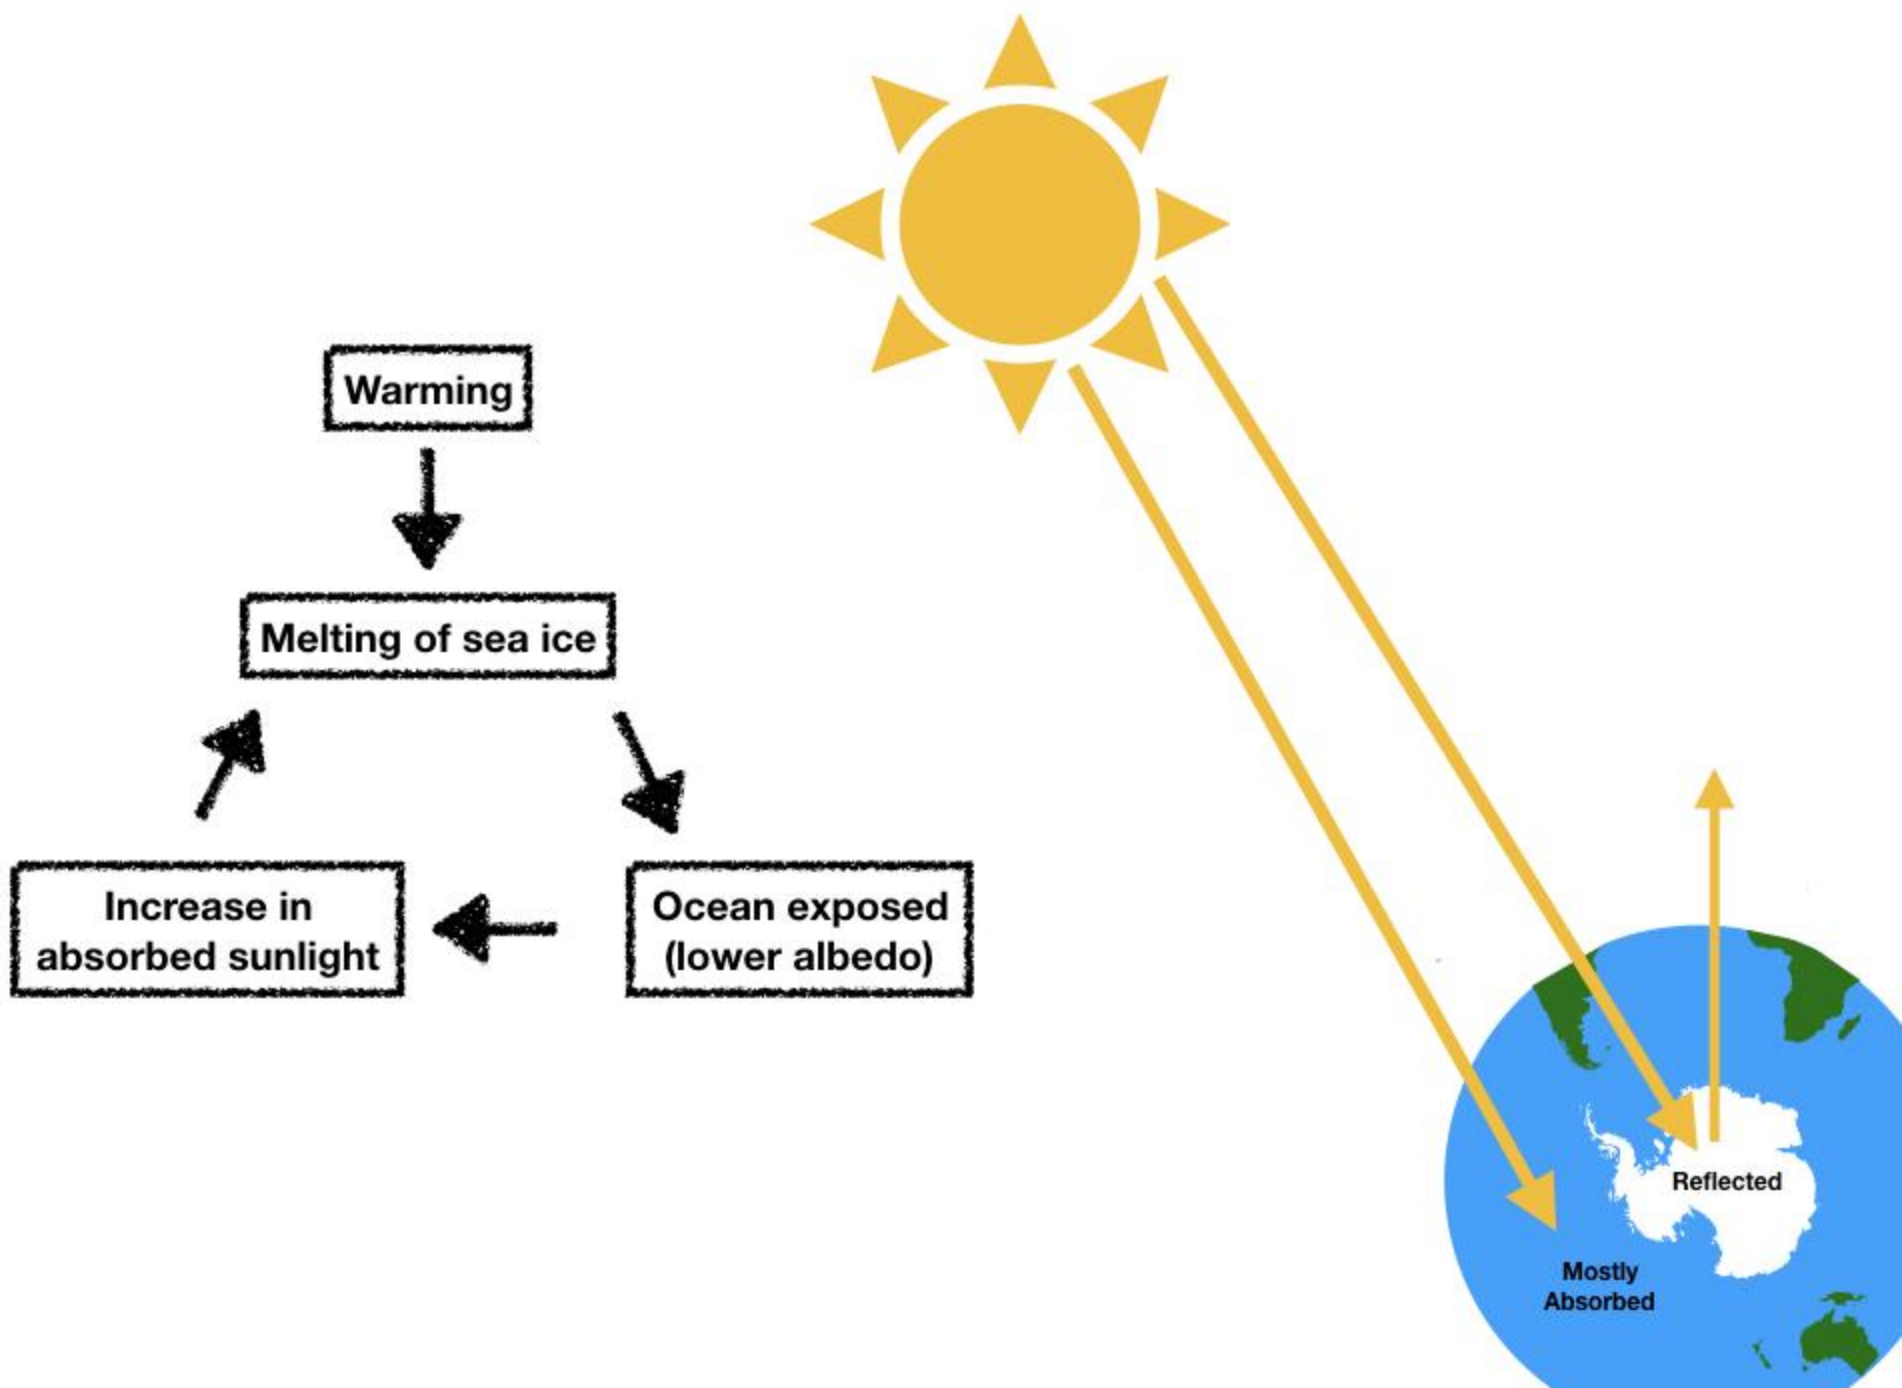 Warming
Melting of sea ice
Increase in
absorbed sunlight
Ocean exposed
(lower albedo)
Reflected
Mostly
Absorbed